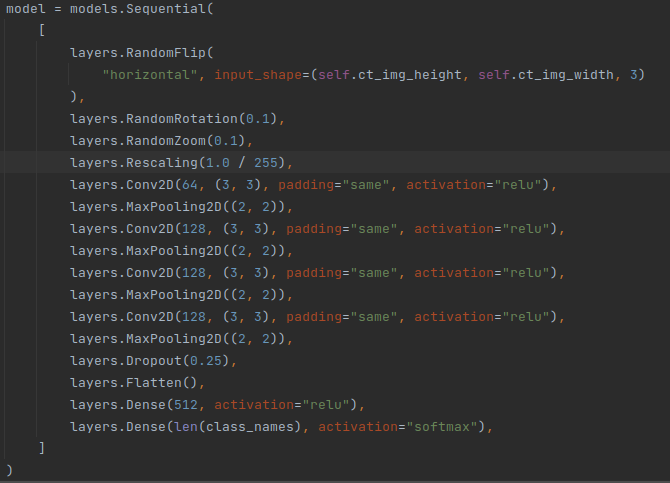 model = models.Sequential(
    [
        layers.RandomFlip(
            "horizontal", input_shape=(self.ct_img_height, self.ct_img_width, 3)
        ),
        layers.RandomRotation(0.1),
        layers.RandomZoom(0.1),
        layers.Rescaling(1.0 / 255),
        layers.Conv2D(64, (3, 3), padding="same", activation="relu"),
        layers.MaxPooling2D((2, 2)),
        layers.Conv2D(128, (3, 3), padding="same", activation="relu"),
        layers.MaxPooling2D((2, 2)),
        layers.Conv2D(128, (3, 3), padding="same", activation="relu"),
        layers.MaxPooling2D((2, 2)),
        layers.Conv2D(128, (3, 3), padding="same", activation="relu"),
        layers.MaxPooling2D((2, 2)),
        layers.Dropout(0.25),
        layers.Flatten(),
        layers.Dense(512, activation="relu"),
        layers.Dense(len(class_names), activation="softmax"),
    ]
)